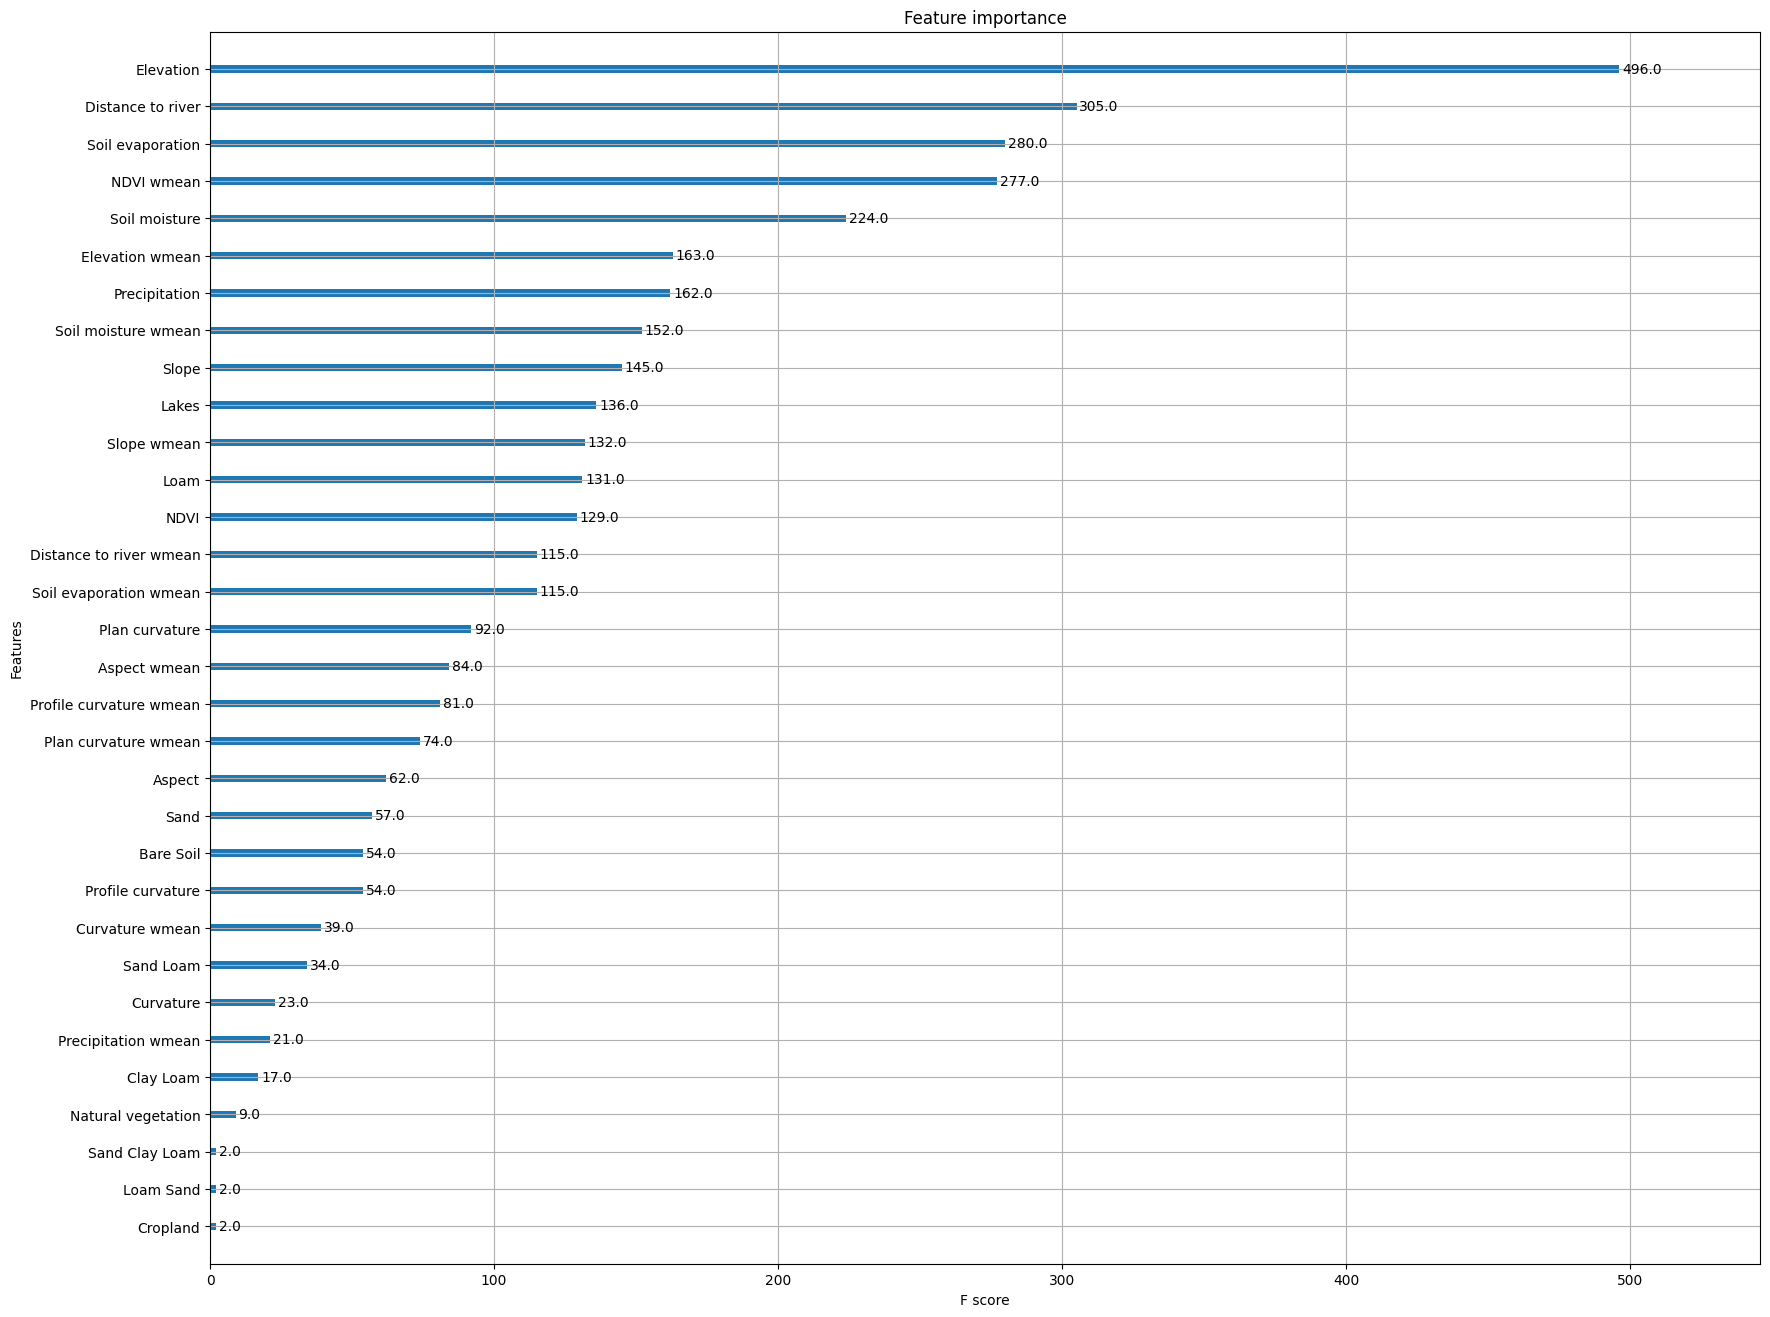 Feature importance
Elevation 496.0
Distance to river 305.0
Soil evaporation 280.0
NDVI wmean 277.0
Soil moisture 224.0
Elevation wmean 163.0
Precipitation 162.0
Soil moisture wmean 152.0
Slope 145.0
Lakes 136.0
Slope wmean 132.0
Loam 131.0
NDVI 129.0
Distance to river wmean 115.0
Soil evaporation wmean 115.0
Plan curvature 92.0
Aspect wmean 84.0
Profile curvature wmean 81.0
Plan curvature wmean 74.0
Aspect 62.0
Sand 57.0
Bare Soil 54.0
Profile curvature 54.0
Curvature wmean 39.0
Sand Loam 34.0
Curvature 23.0
Precipitation wmean 21.0
Clay Loam 17.0
Natural vegetation 9.0
Sand Clay Loam 2.0
Loam Sand 2.0
Cropland 2.0
0 100 200 300 400 500
F score
Features